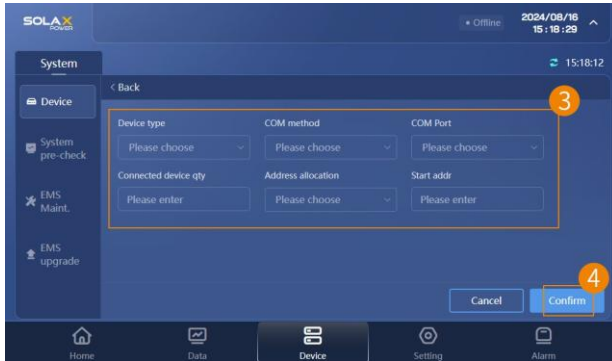 SOLAX
POWER
• Offline
2024/08/16
15:18:29
System
15:18:12
Device
System
pre-check
EMS
Maint.
EMS
upgrade
< Back
3
Device type
COM method
COM Port
Please choose
Please choose
Please choose
Connected device qty
Address allocation
Start addr
Please enter
Please choose
Please enter
4
Cancel
Confirm
Home
Data
Device
Setting
Alarm